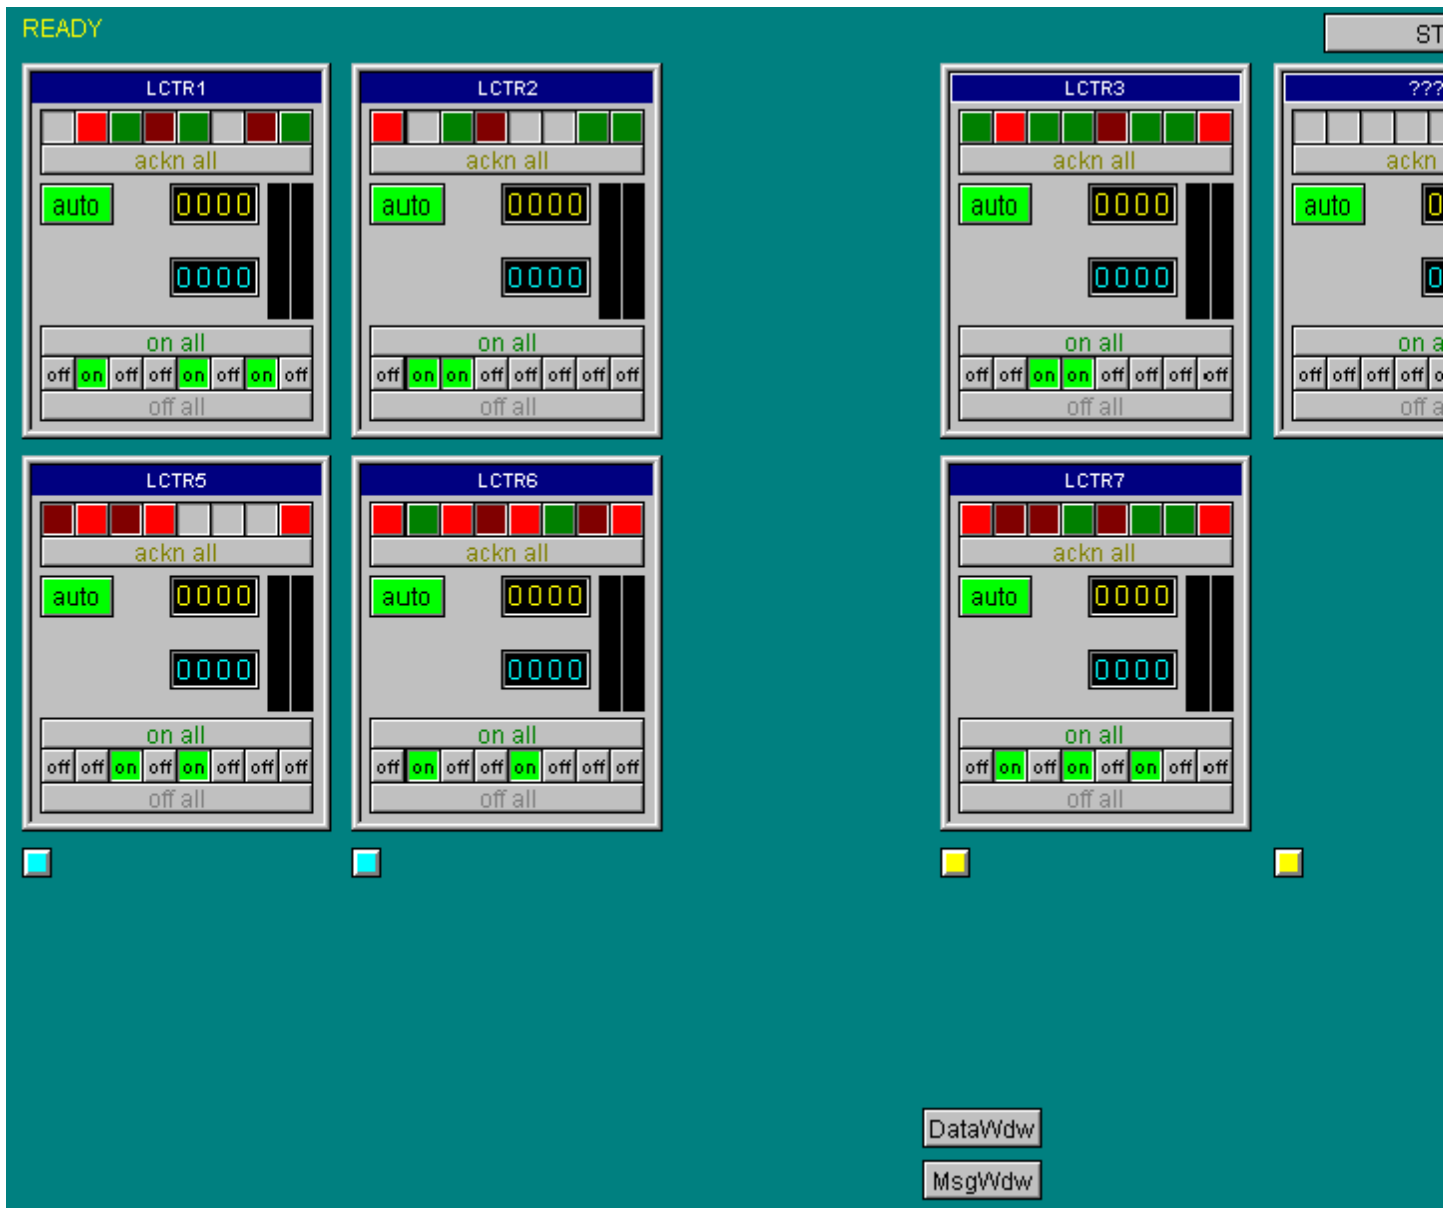 READY
ST
LCTR1
ackn all
auto 0000
0000
on all
off on off off on off on off
off all
LCTR2
ackn all
auto 0000
0000
on all
off on on off off off off off
off all
LCTR3
ackn all
auto 0000
0000
on all
off off on on off off off off
off all
???
ackn
auto 0
0
on a
off off off off o
off a
LCTR5
ackn all
auto 0000
0000
on all
off off on off on off off off
off all
LCTR6
ackn all
auto 0000
0000
on all
off on off off on off off off
off all
LCTR7
ackn all
auto 0000
0000
on all
off on off on off on off off
off all
DataWdw
MsgWdw